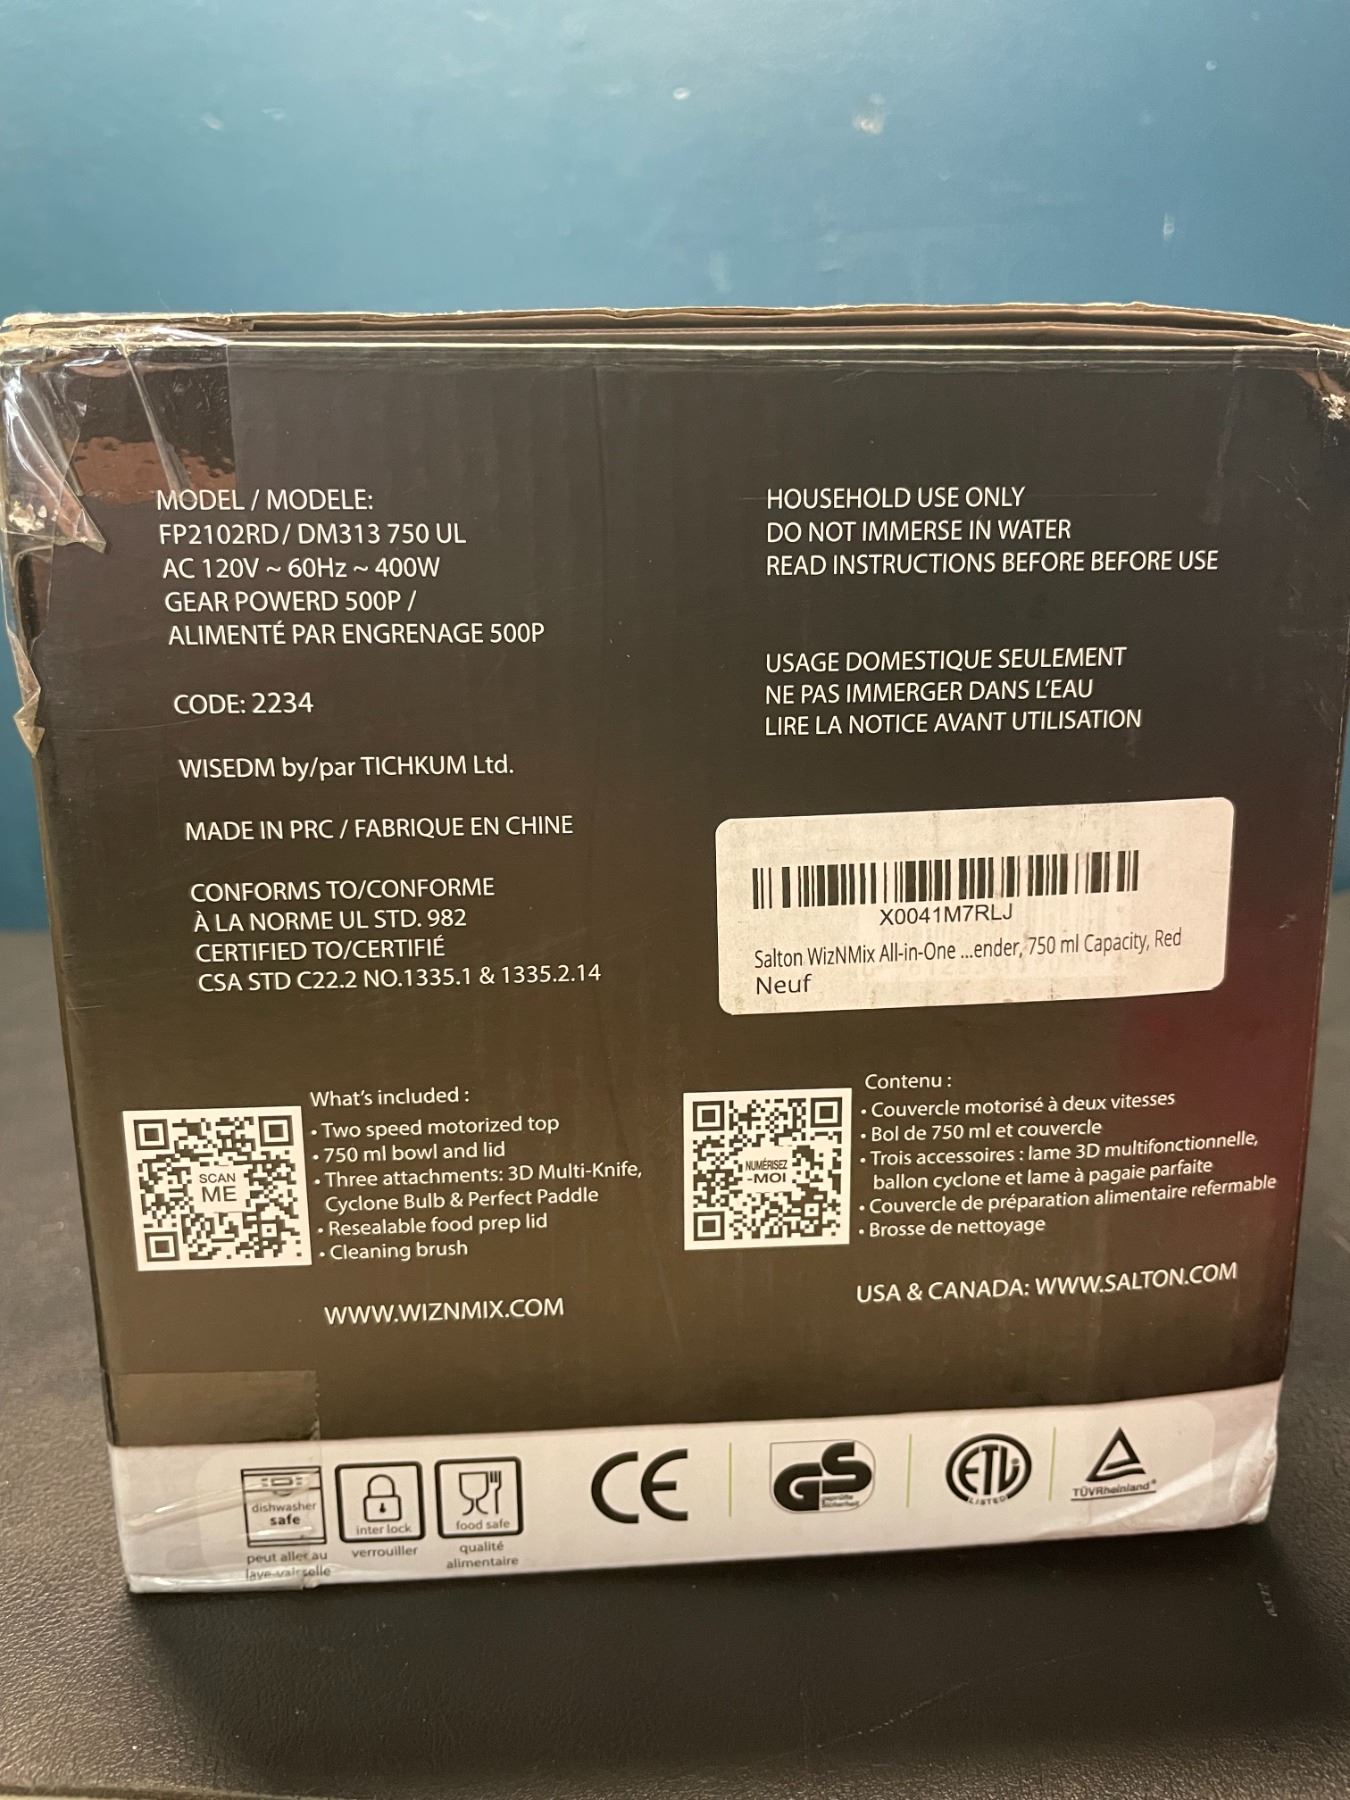 MODEL / MODELE:
FP2102RD / DM313 750 UL
AC 120V ~ 60Hz ~ 400W
GEAR POWERD 500P /
ALIMENTÉ PAR ENGRENAGE 500P
CODE: 2234
WISEDM by/par TICHKUM Ltd.
MADE IN PRC / FABRIQUE EN CHINE
CONFORMS TO/CONFORME
À LA NORME UL STD. 982
CERTIFIED TO/CERTIFIÉ
CSA STD C22.2 NO.1335.1 & 1335.2.14
HOUSEHOLD USE ONLY
DO NOT IMMERSE IN WATER
READ INSTRUCTIONS BEFORE BEFORE USE
USAGE DOMESTIQUE SEULEMENT
NE PAS IMMERGER DANS L'EAU
LIRE LA NOTICE AVANT UTILISATION
X0041M7RLJ
Salton WizNMix All-in-One ...ender, 750 ml Capacity, Red
Neuf
SCAN
ME
What's included :
• Two speed motorized top
• 750 ml bowl and lid
• Three attachments: 3D Multi-Knife,
Cyclone Bulb & Perfect Paddle
• Resealable food prep lid
• Cleaning brush
WWW.WIZNMIX.COM
NUMÉRISEZ
-MOI
Contenu :
• Couvercle motorisé à deux vitesses
• Bol de 750 ml et couvercle
• Trois accessoires : lame 3D multifonctionnelle,
ballon cyclone et lame à pagaie parfaite
• Couvercle de préparation alimentaire refermable
• Brosse de nettoyage
USA & CANADA: WWW.SALTON.COM
dishwasher
safe
peut aller au
lave-vaisselle
inter lock
verrouiller
food safe
qualité
alimentaire
CE
GS
geprüfte
Sicherheit
ETL
LISTED
TÜVRheinland®